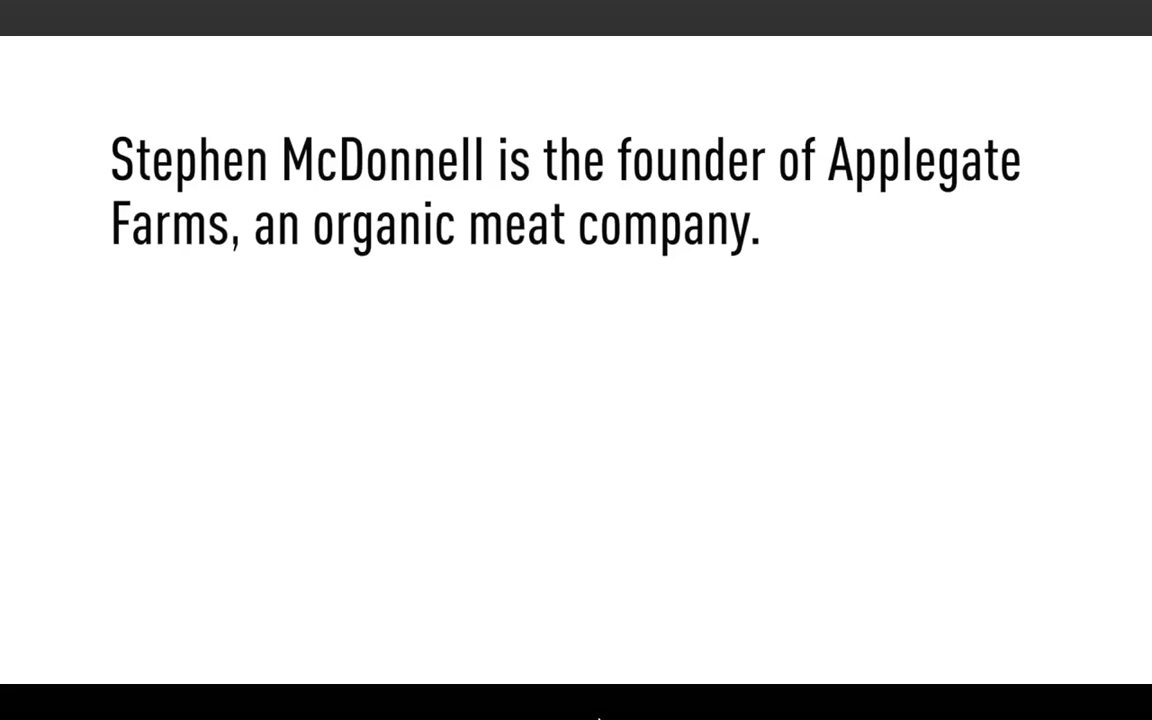 Stephen McDonnell is the founder of Applegate
Farms, an organic meat company.